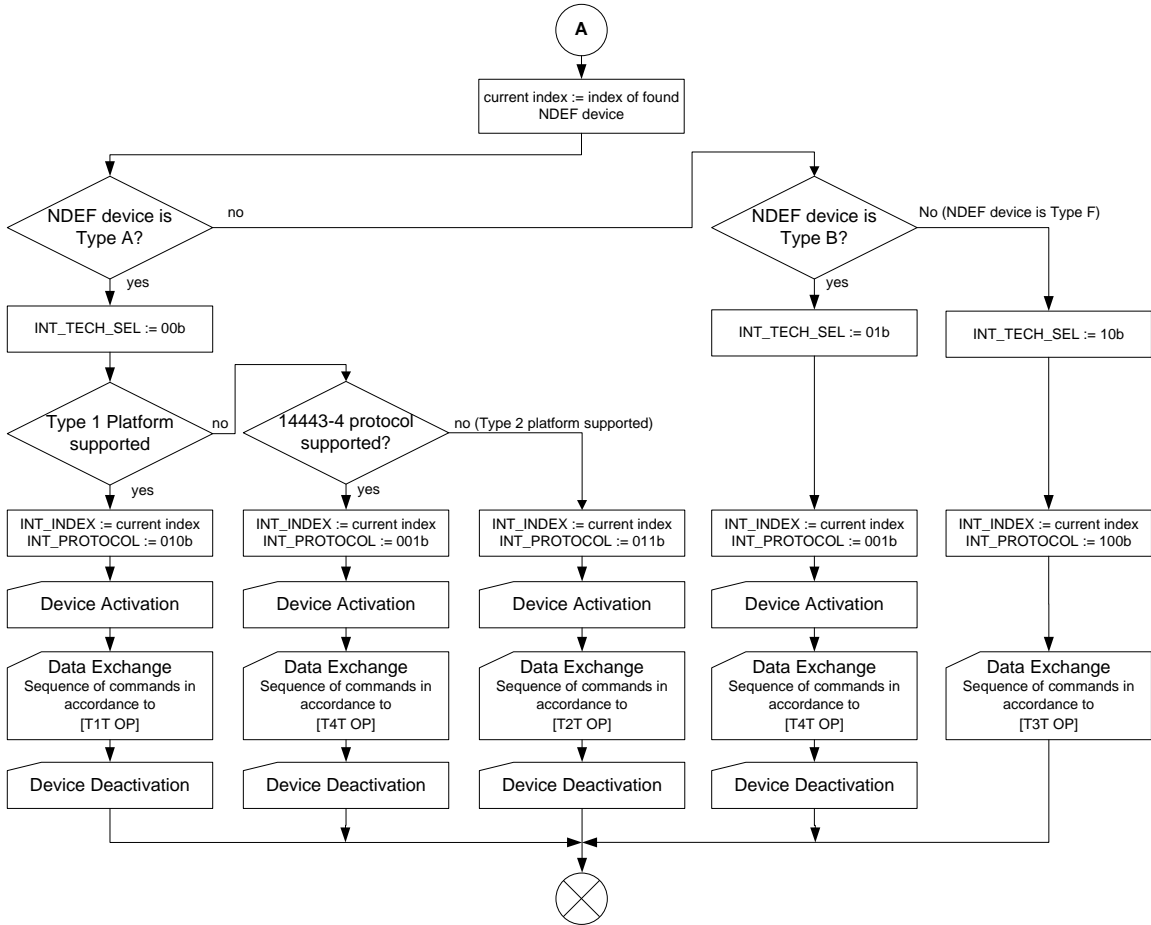 A
current index := index of found
NDEF device
NDEF device is
Type A?
no
NDEF device is
Type B?
No (NDEF device is Type F)
yes
yes
INT_TECH_SEL := 00b
INT_TECH_SEL := 01b
INT_TECH_SEL := 10b
Type 1 Platform
supported
no
14443-4 protocol
supported?
no (Type 2 platform supported)
yes
yes
INT_INDEX := current index
INT_PROTOCOL := 010b
INT_INDEX := current index
INT_PROTOCOL := 001b
INT_INDEX := current index
INT_PROTOCOL := 011b
INT_INDEX := current index
INT_PROTOCOL := 001b
INT_INDEX := current index
INT_PROTOCOL := 100b
Device Activation
Device Activation
Device Activation
Device Activation
Data Exchange
Sequence of commands in
accordance to
[T1T OP]
Data Exchange
Sequence of commands in
accordance to
[T4T OP]
Data Exchange
Sequence of commands in
accordance to
[T2T OP]
Data Exchange
Sequence of commands in
accordance to
[T4T OP]
Data Exchange
Sequence of commands in
accordance to
[T3T OP]
Device Deactivation
Device Deactivation
Device Deactivation
Device Deactivation